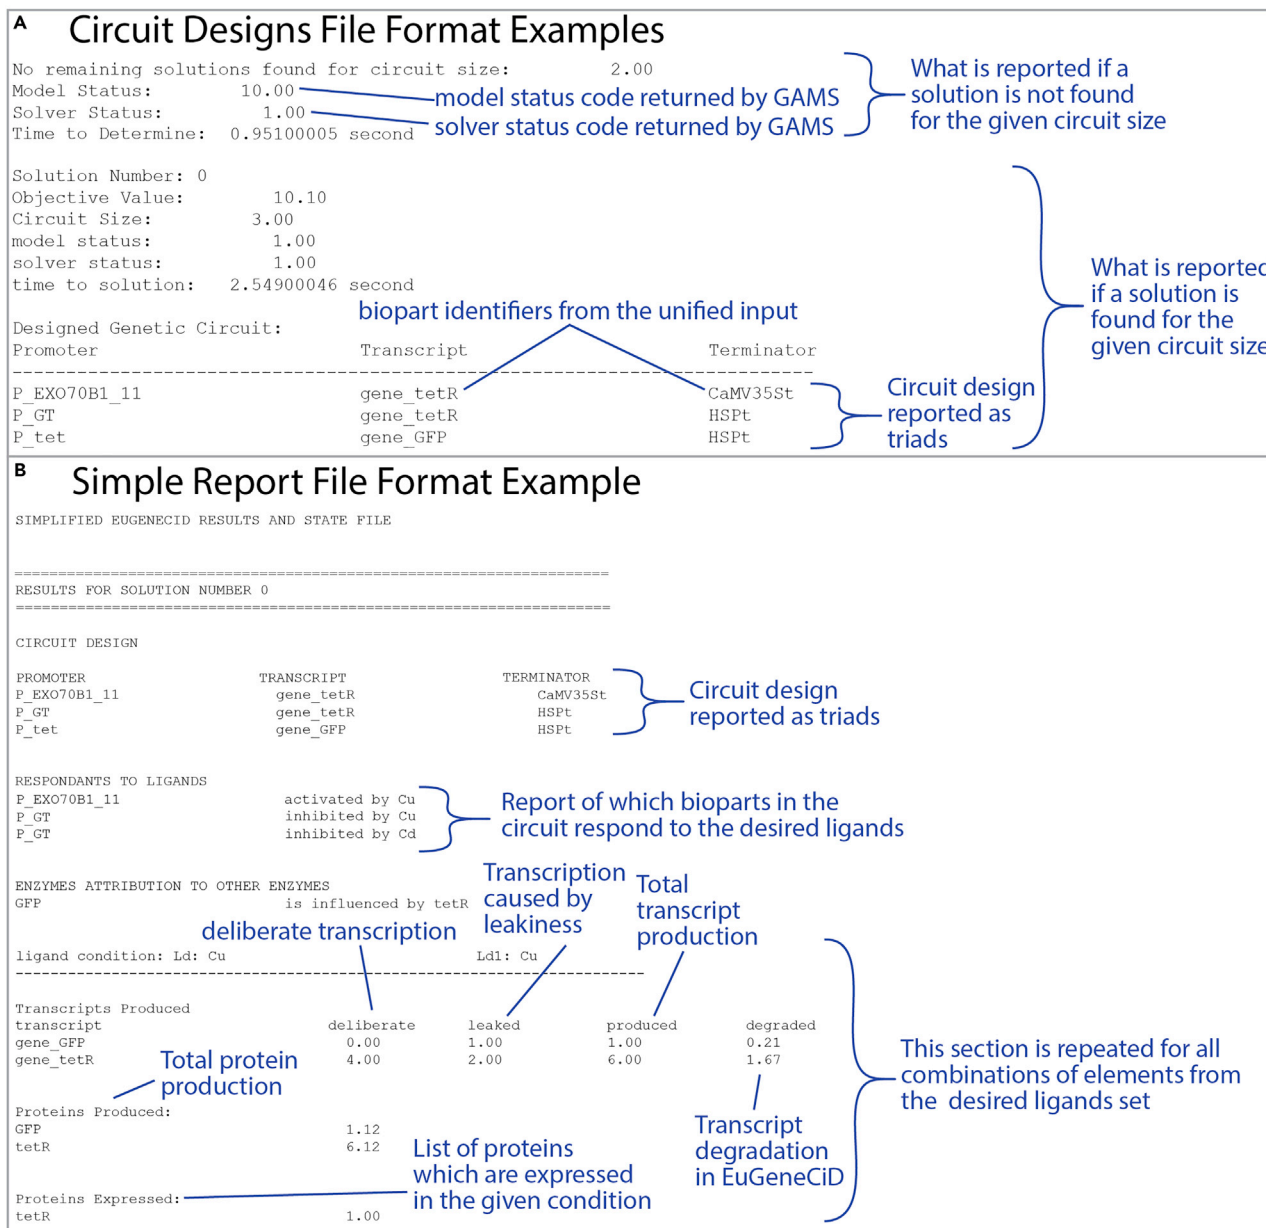 A Circuit Designs File Format Examples
No remaining solutions found for circuit size: 2.00
Model Status: 10.00
Solver Status: 1.00
Time to Determine: 0.95100005 second
model status code returned by GAMS
solver status code returned by GAMS
What is reported if a
solution is not found
for the given circuit size
Solution Number: 0
Objective Value: 10.10
Circuit Size: 3.00
model status: 1.00
solver status: 1.00
time to solution: 2.54900046 second
What is reported
if a solution is
found for the
given circuit size
biopart identifiers from the unified input
Designed Genetic Circuit:
Promoter Transcript Terminator
--------------------------------------------------------------------------
P_EXO70B1_11 gene_tetR CaMV35St
P_GT gene_tetR HSPt
P_tet gene_GFP HSPt
Circuit design
reported as
triads
B Simple Report File Format Example
SIMPLIFIED EUGENECID RESULTS AND STATE FILE
====================================================================
RESULTS FOR SOLUTION NUMBER 0
====================================================================
CIRCUIT DESIGN
PROMOTER TRANSCRIPT TERMINATOR
P_EXO70B1_11 gene_tetR CaMV35St
P_GT gene_tetR HSPt
P_tet gene_GFP HSPt
Circuit design
reported as triads
RESPONDANTS TO LIGANDS
P_EXO70B1_11 activated by Cu
P_GT inhibited by Cu
P_GT inhibited by Cd
Report of which bioparts in the
circuit respond to the desired ligands
ENZYMES ATTRIBUTION TO OTHER ENZYMES
GFP is influenced by tetR
deliberate transcription
Transcription
caused by
leakiness
Total
transcript
production
ligand condition: Ld: Cu Ld1: Cu
------------------------------------------------------------------------
Transcripts Produced
transcript deliberate leaked produced degraded
gene_GFP 0.00 1.00 1.00 0.21
gene_tetR 4.00 2.00 6.00 1.67
Total protein
production
This section is repeated for all
combinations of elements from
the desired ligands set
Proteins Produced:
GFP 1.12
tetR 6.12
Transcript
degradation
in EuGeneCiD
List of proteins
which are expressed
in the given condition
Proteins Expressed:
tetR 1.00